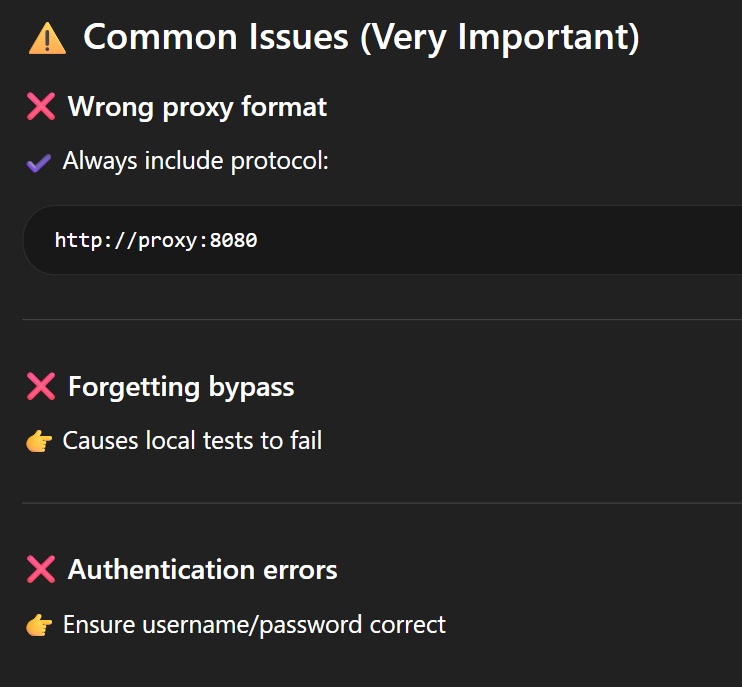 ⚠️ Common Issues (Very Important)
❌ Wrong proxy format
✔ Always include protocol:
http://proxy:8080
❌ Forgetting bypass
👉 Causes local tests to fail
❌ Authentication errors
👉 Ensure username/password correct